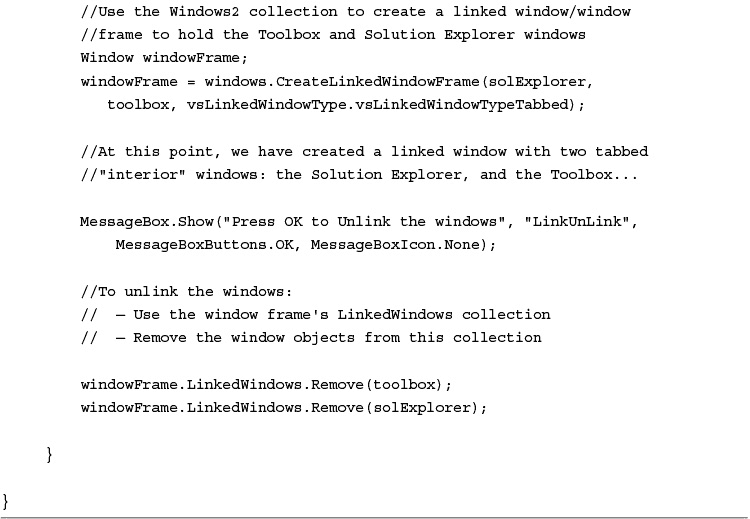 //Use the Windows2 collection to create a linked window/window
//frame to hold the Toolbox and Solution Explorer windows
Window windowFrame;
windowFrame = windows.CreateLinkedWindowFrame(solExplorer,
toolbox, vsLinkedWindowType.vsLinkedWindowTypeTabbed);
//At this point, we have created a linked window with two tabbed
//"interior" windows: the Solution Explorer, and the Toolbox...
MessageBox.Show("Press OK to Unlink the windows", "LinkUnLink",
MessageBoxButtons.OK, MessageBoxIcon.None);
//To unlink the windows:
//  — Use the window frame's LinkedWindows collection
//  — Remove the window objects from this collection
windowFrame.LinkedWindows.Remove(toolbox);
windowFrame.LinkedWindows.Remove(solExplorer);
}
}